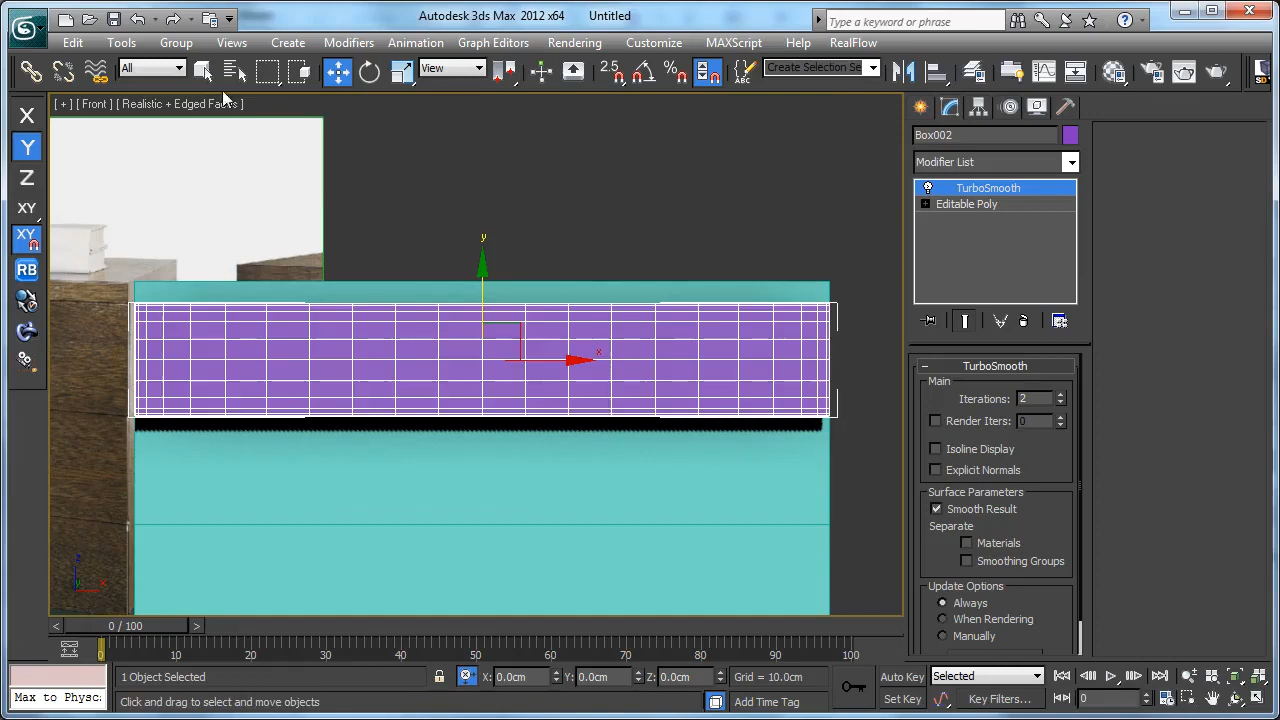 Autodesk 3ds Max 2012 x64    Untitled
Type a keyword or phrase
Edit Tools Group Views Create Modifiers Animation Graph Editors Rendering Customize MAXScript Help RealFlow
All View 2.5 Create Selection Se
[ + ] [ Front ] [ Realistic + Edged Faces ]
X
Y
Z
XY
XY
RB
Box002
Modifier List
TurboSmooth
Editable Poly
y
x
TurboSmooth
Main
Iterations: 2
Render Iters: 0
Isoline Display
Explicit Normals
Surface Parameters
Smooth Result
Separate
Materials
Smoothing Groups
Update Options
Always
When Rendering
Manually
< 0 / 100 >
0 10 20 30 40 50 60 70 80 90 100
1 Object Selected X: 0.0cm Y: 0.0cm Z: 0.0cm Grid = 10.0cm Auto Key Selected
Max to Physc Click and drag to select and move objects Add Time Tag Set Key Key Filters... 0